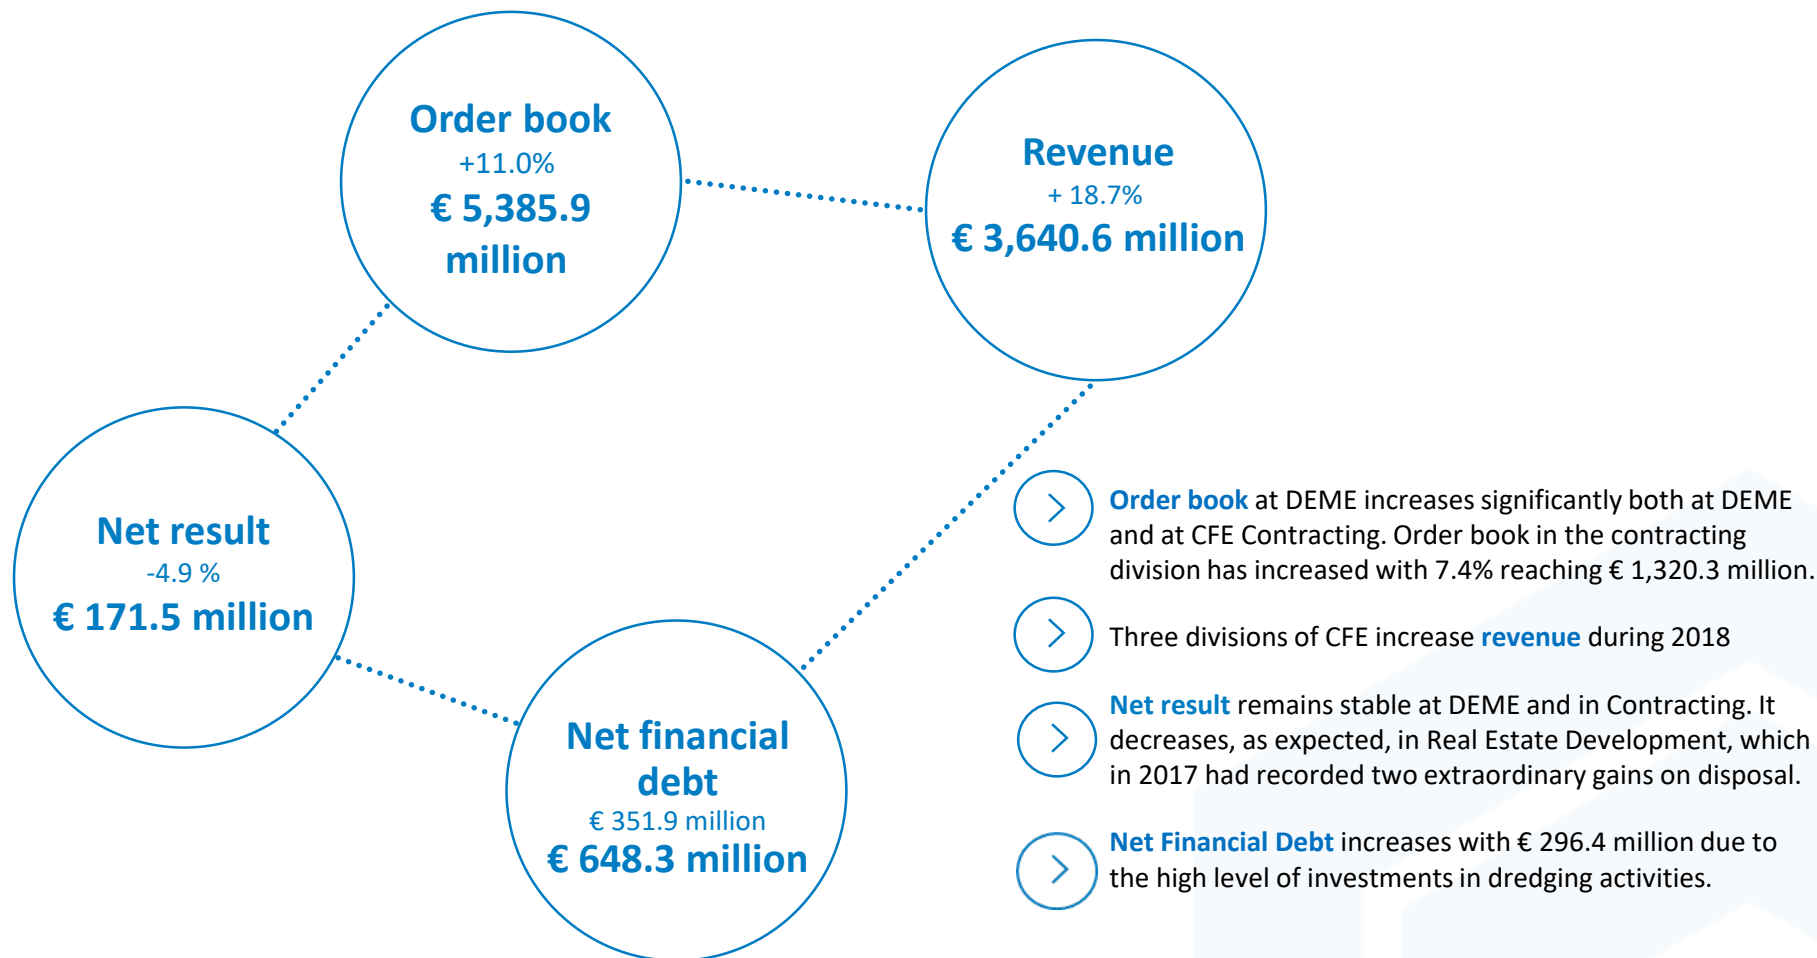 Order book
+11.0%
€ 5,385.9
million
Revenue
+ 18.7%
€ 3,640.6 million
Net result
-4.9 %
€ 171.5 million
Net financial
debt
€ 351.9 million
€ 648.3 million
Order book at DEME increases significantly both at DEME
and at CFE Contracting. Order book in the contracting
division has increased with 7.4% reaching € 1,320.3 million.
Three divisions of CFE increase revenue during 2018
Net result remains stable at DEME and in Contracting. It
decreases, as expected, in Real Estate Development, which
in 2017 had recorded two extraordinary gains on disposal.
Net Financial Debt increases with € 296.4 million due to
the high level of investments in dredging activities.